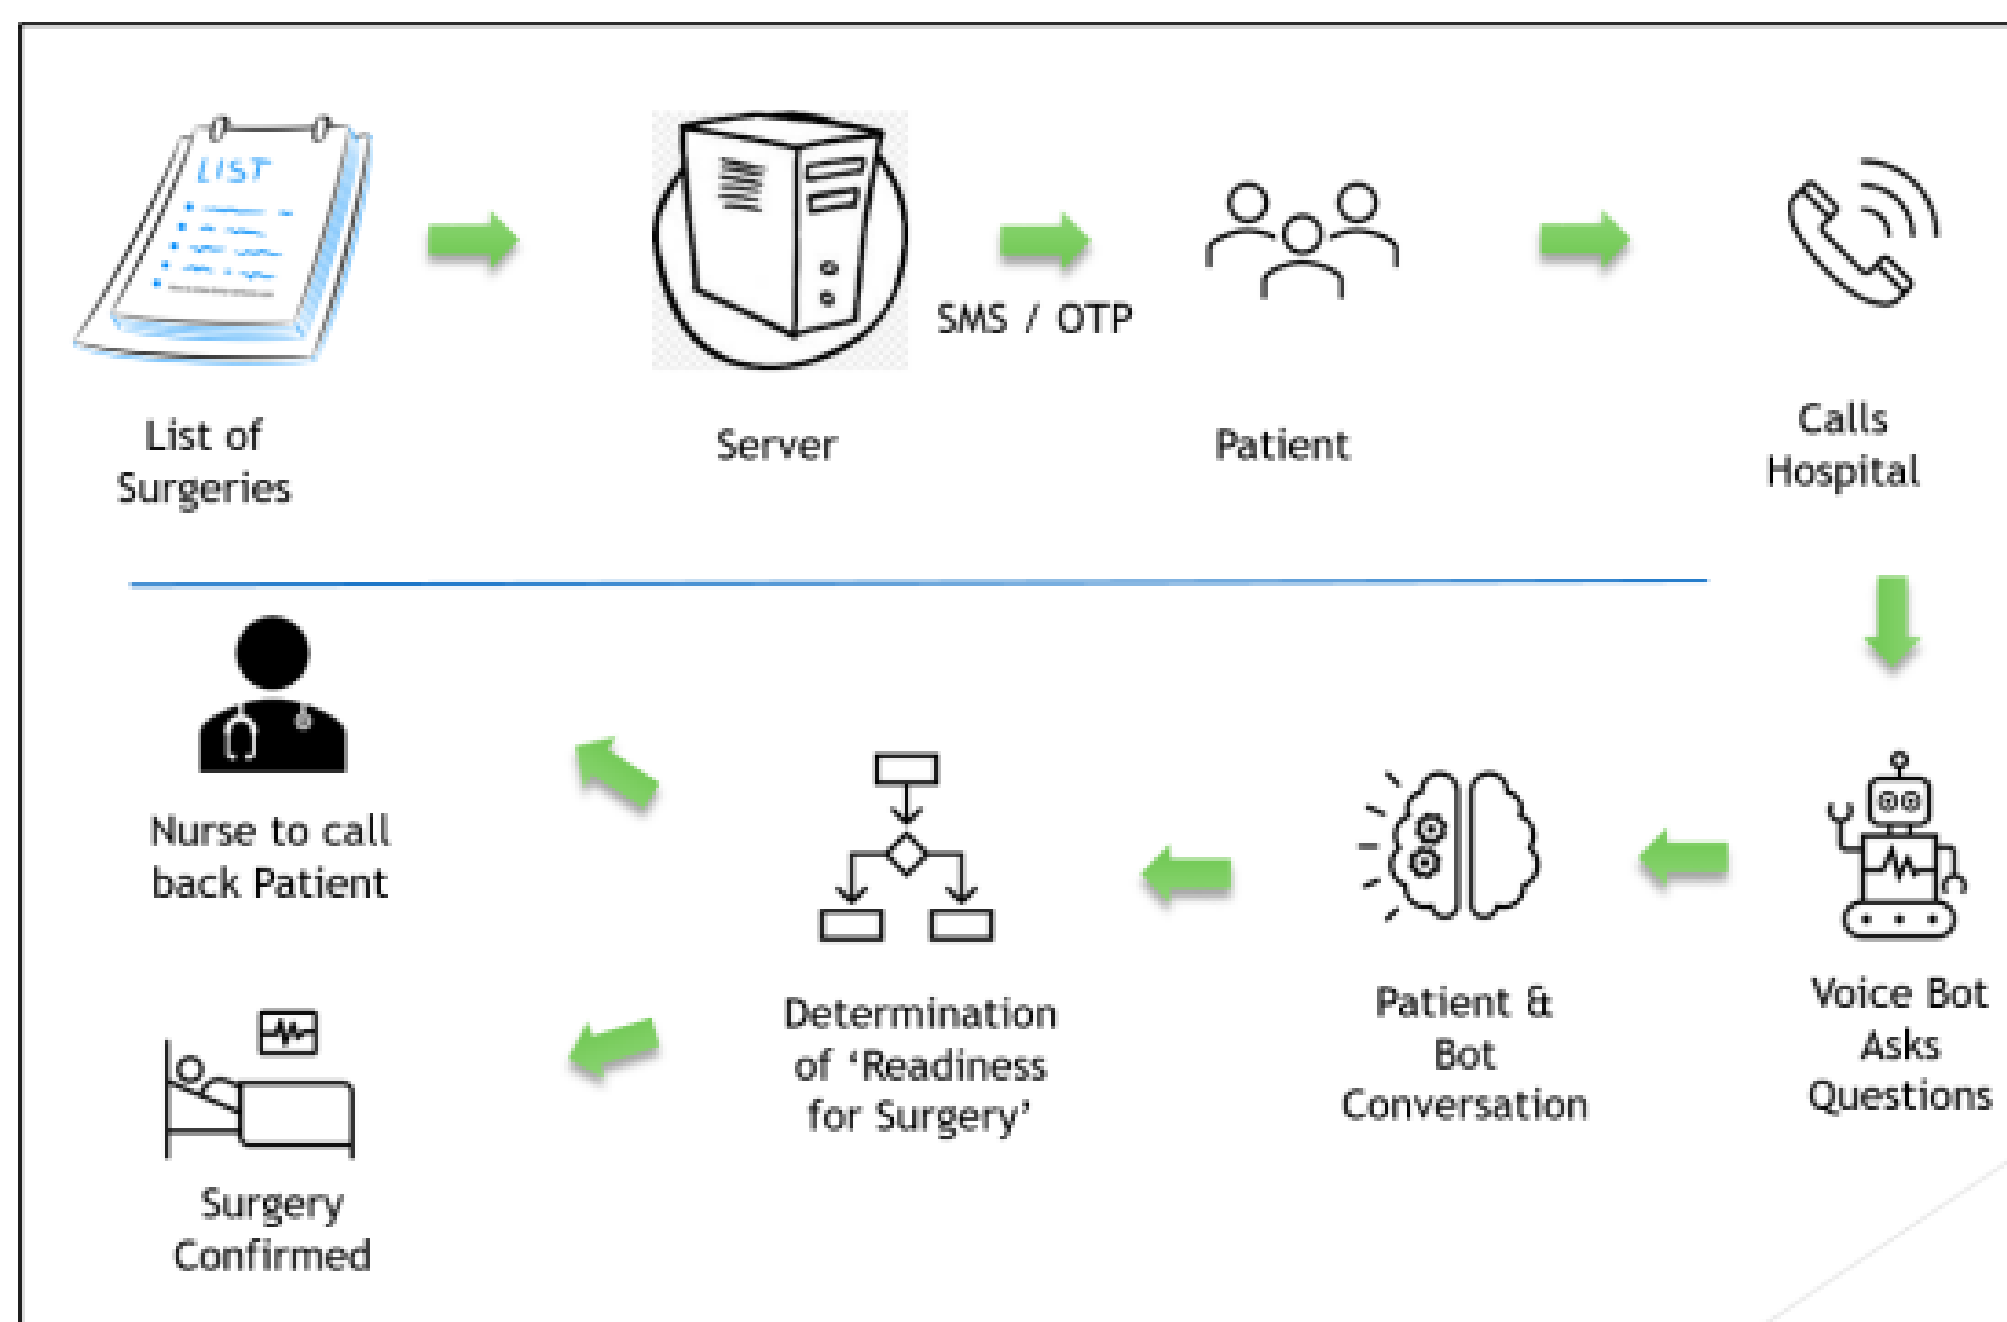 LIST
List of
Surgeries
Server
SMS / OTP
Patient
Calls
Hospital
Voice Bot
Asks
Questions
Patient &
Bot
Conversation
Determination
of ‘Readiness
for Surgery’
Nurse to call
back Patient
Surgery
Confirmed